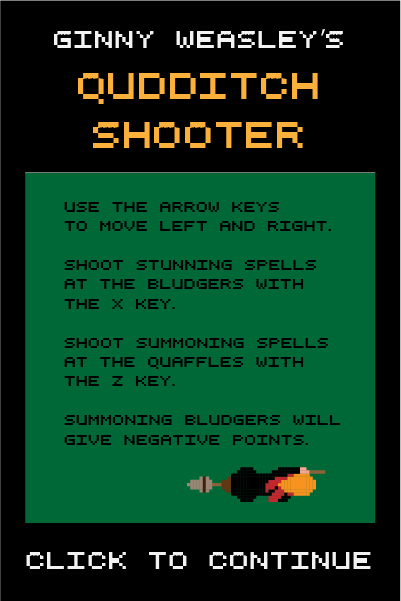 GINNY WEASLEY'S
QUDDITCH
SHOOTER
USE THE ARROW KEYS
TO MOVE LEFT AND RIGHT.
SHOOT STUNNING SPELLS
AT THE BLUDGERS WITH
THE X KEY.
SHOOT SUMMONING SPELLS
AT THE QUAFFLES WITH
THE Z KEY.
SUMMONING BLUDGERS WILL
GIVE NEGATIVE POINTS.
CLICK TO CONTINUE